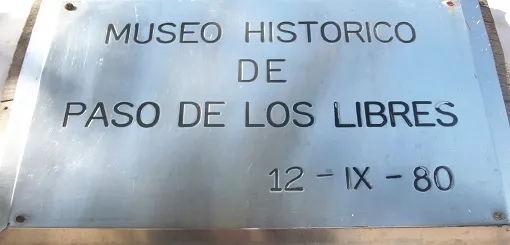 MUSEO HISTORICO
DE
PASO DE LOS LIBRES
12 - IX - 80